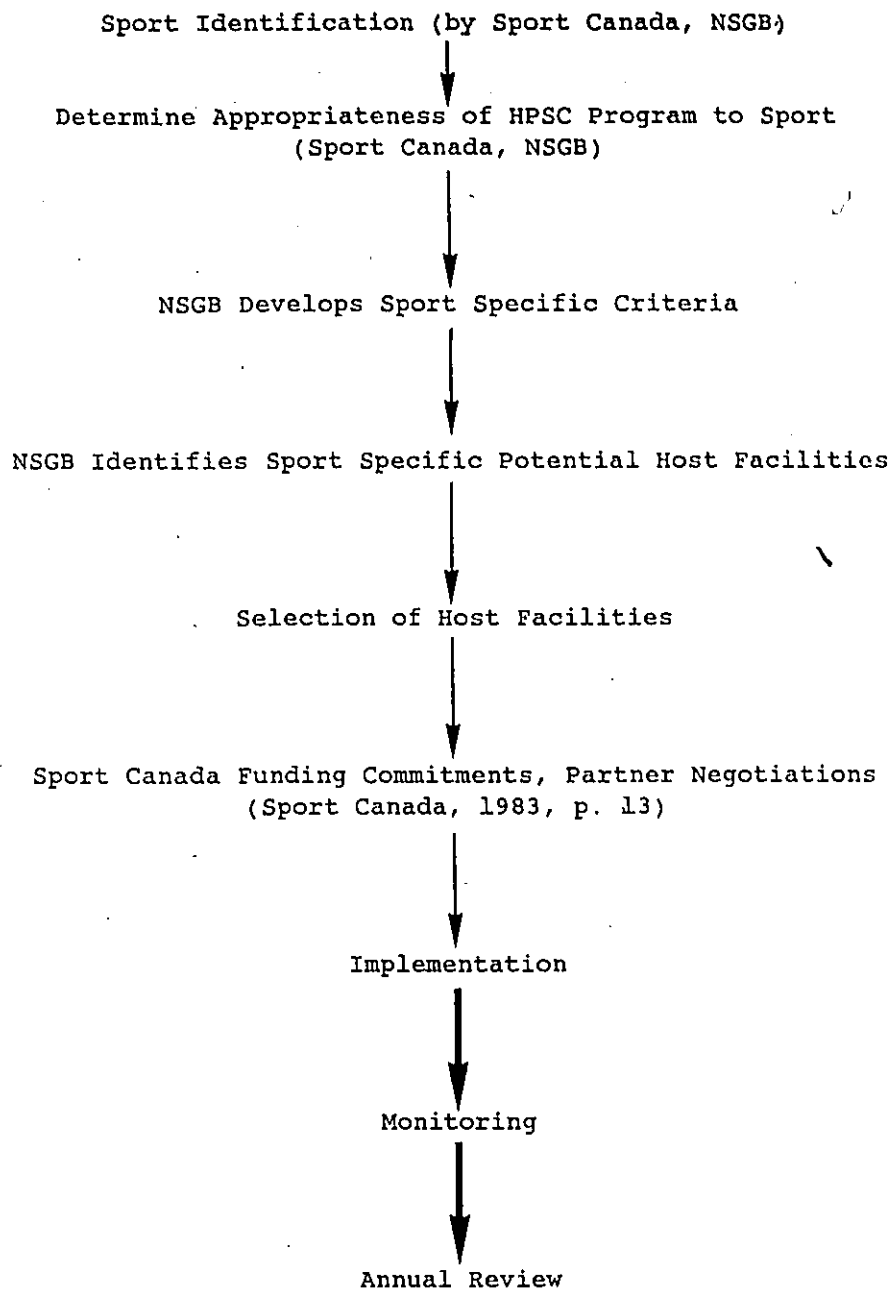 Sport Identification (by Sport Canada, NSGB)
Determine Appropriateness of HPSC Program to Sport
(Sport Canada, NSGB)
NSGB Develops Sport Specific Criteria
NSGB Identifies Sport Specific Potential Host Facilities
Selection of Host Facilities
Sport Canada Funding Commitments, Partner Negotiations
(Sport Canada, 1983, p. 13)
Implementation
Monitoring
Annual Review